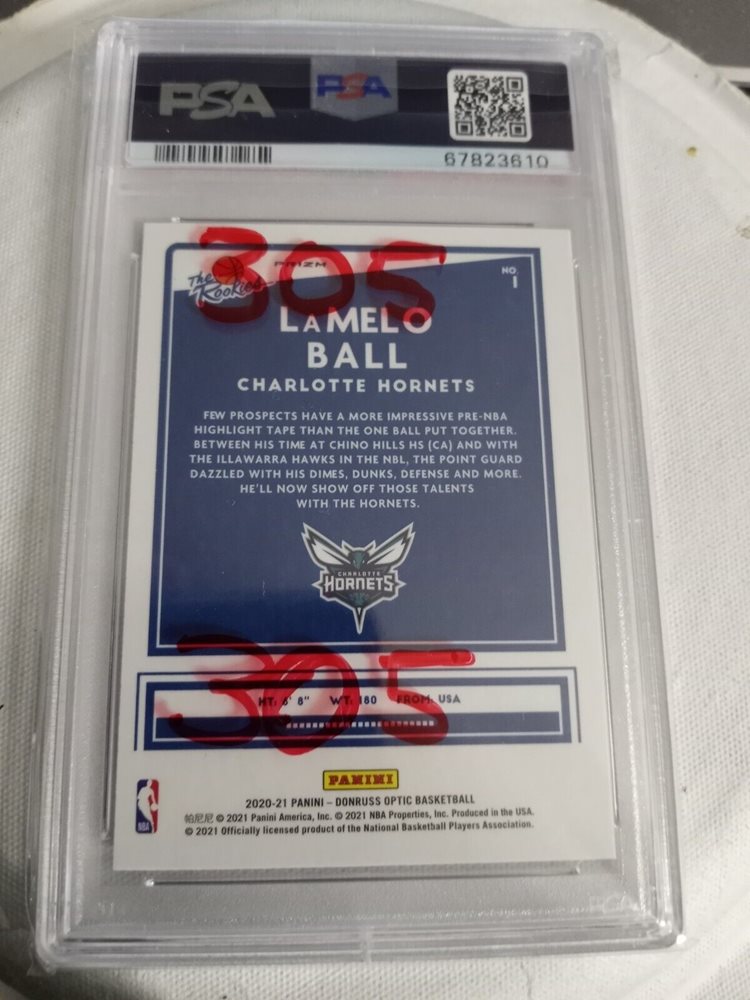 PSA PSA
67823610
305
The Rookies PRIZM NO. 1
LAMELO
BALL
CHARLOTTE HORNETS
FEW PROSPECTS HAVE A MORE IMPRESSIVE PRE-NBA
HIGHLIGHT TAPE THAN THE ONE BALL PUT TOGETHER.
BETWEEN HIS TIME AT CHINO HILLS HS (CA) AND WITH
THE ILLAWARRA HAWKS IN THE NBL, THE POINT GUARD
DAZZLED WITH HIS DIMES, DUNKS, DEFENSE AND MORE.
HE'LL NOW SHOW OFF THOSE TALENTS
WITH THE HORNETS.
CHARLOTTE
HORNETS
305
HT: 6' 8" WT: 180 FROM: USA
PANINI
2020-21 PANINI – DONRUSS OPTIC BASKETBALL
帕尼尼 © 2021 Panini America, Inc. © 2021 NBA Properties, Inc. Produced in the USA.
© 2021 Officially licensed product of the National Basketball Players Association.
NBA